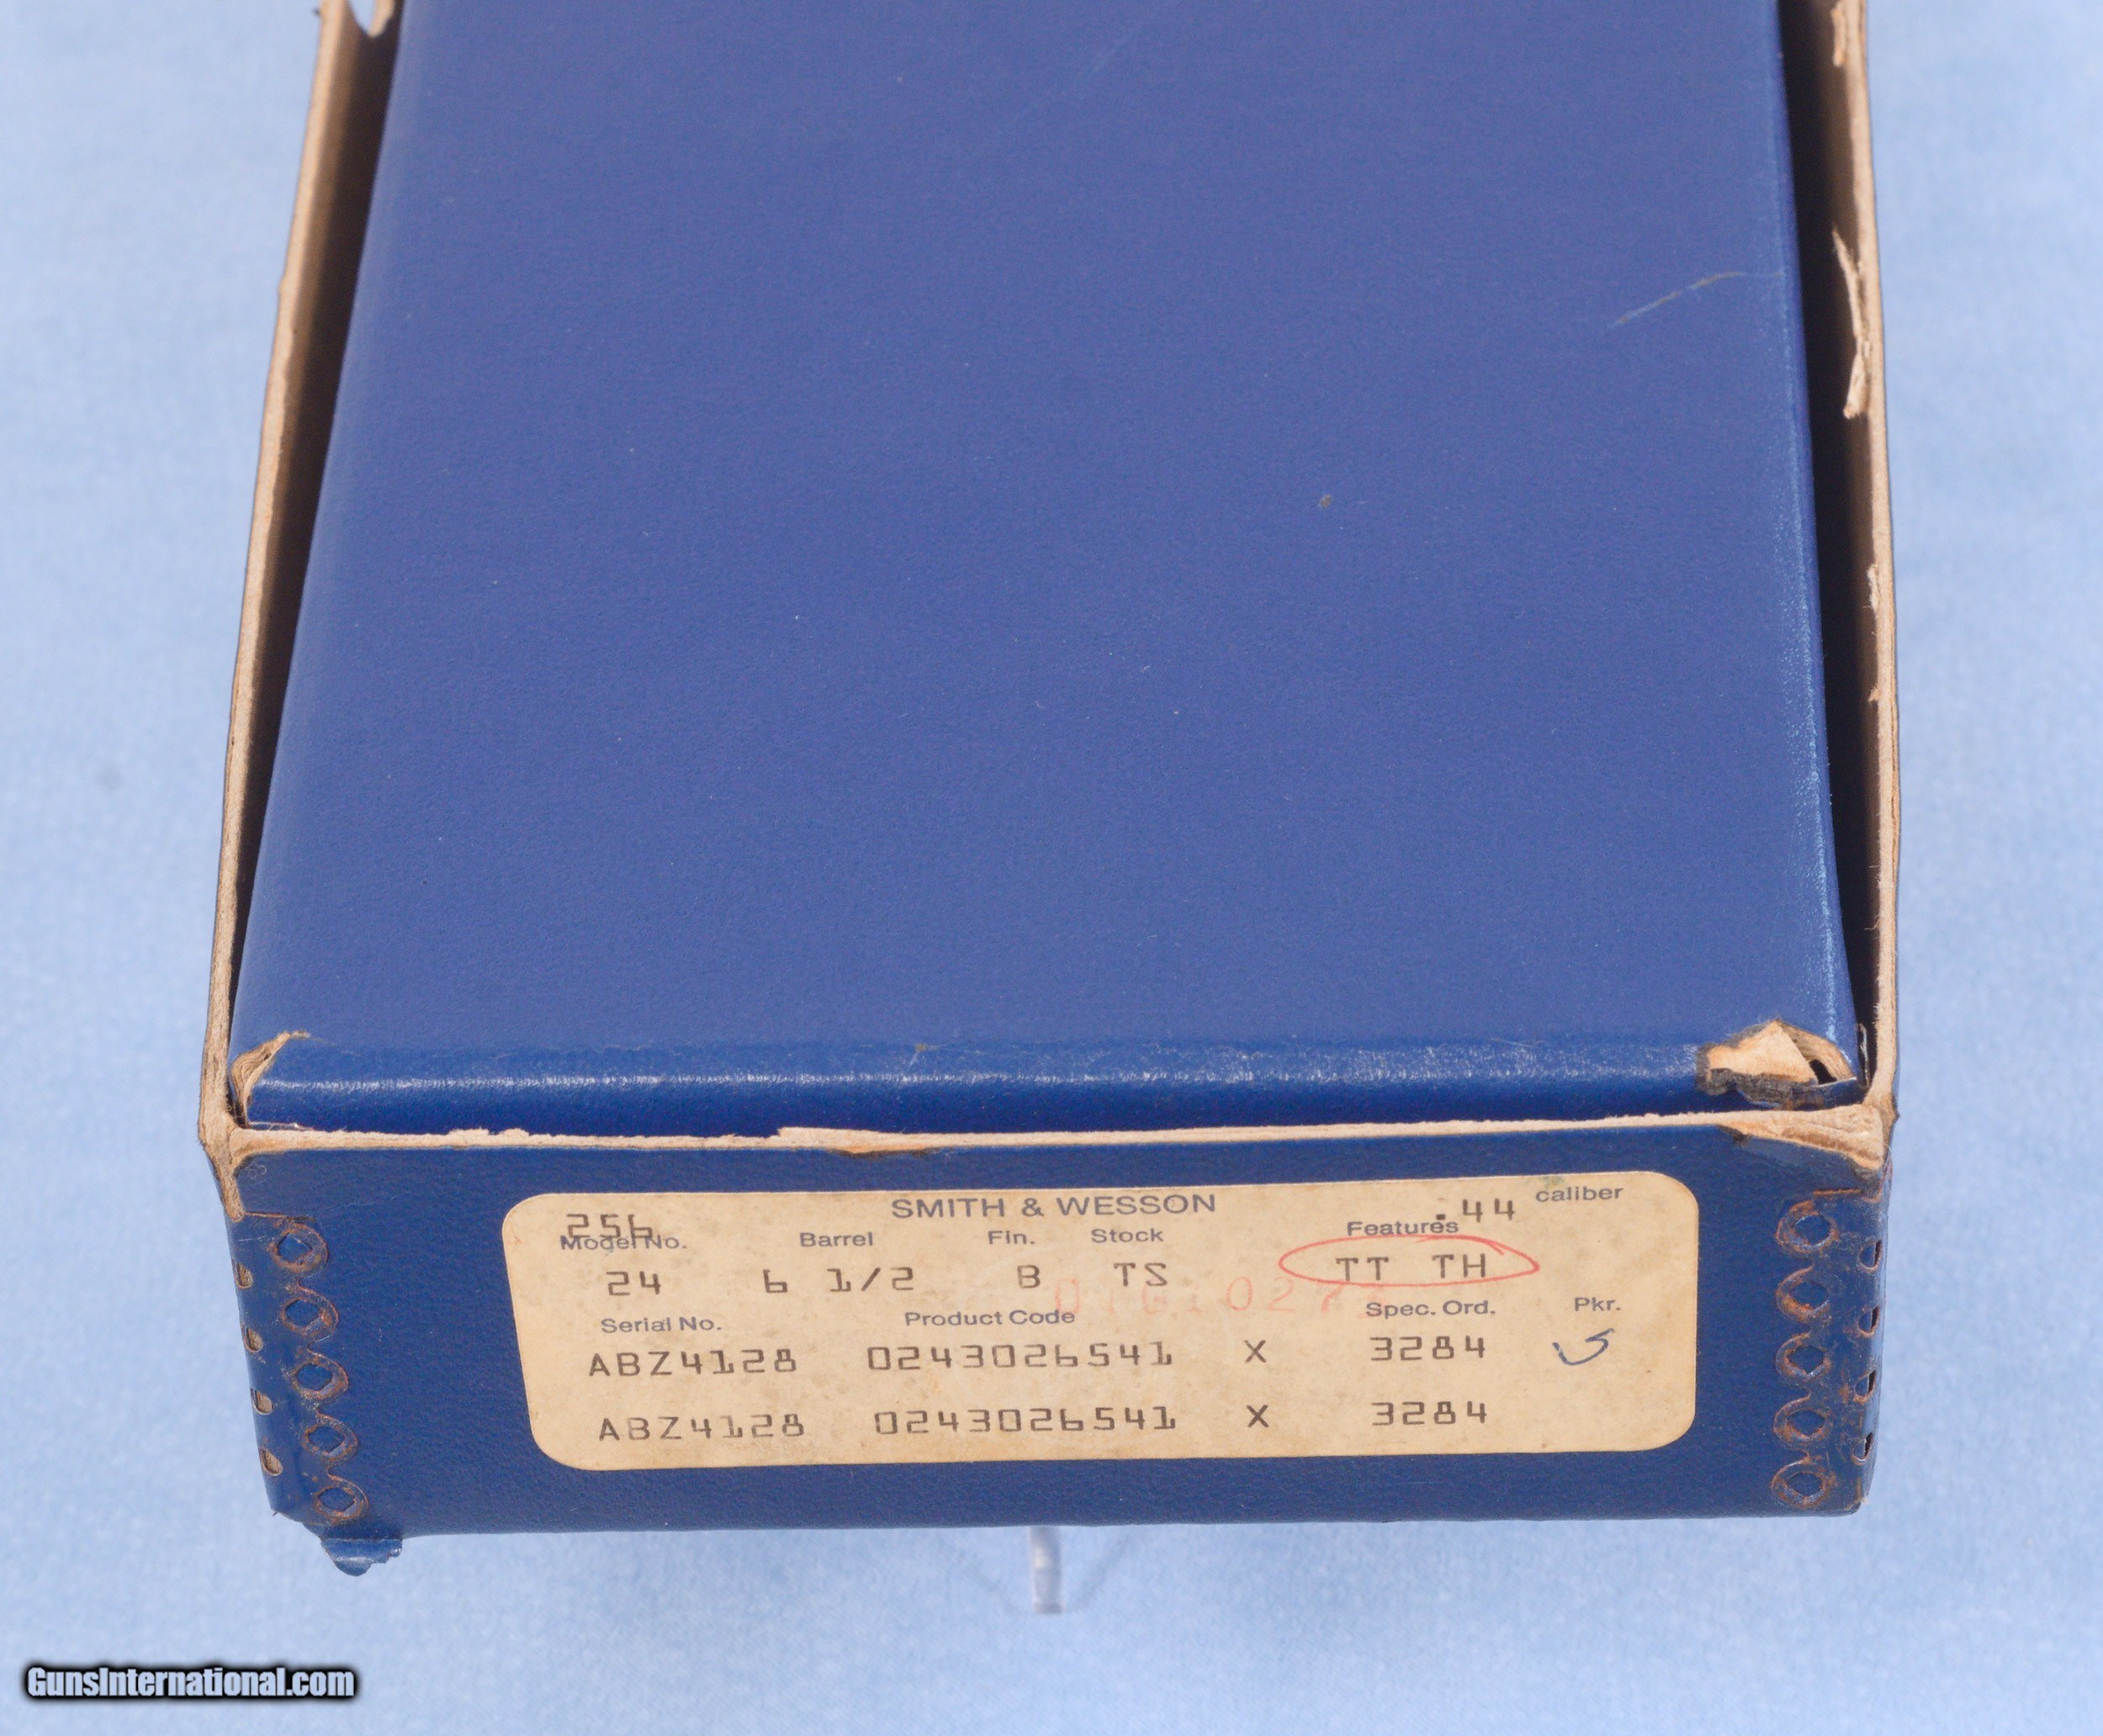 SMITH & WESSON
256 .44 caliber
Model No. Barrel Fin. Stock Features
24 6 1/2 B TS TT TH
Serial No. Product Code Spec. Ord. Pkr.
ABZ4128 0243026541 X 3284
ABZ4128 0243026541 X 3284
GunsInternational.com